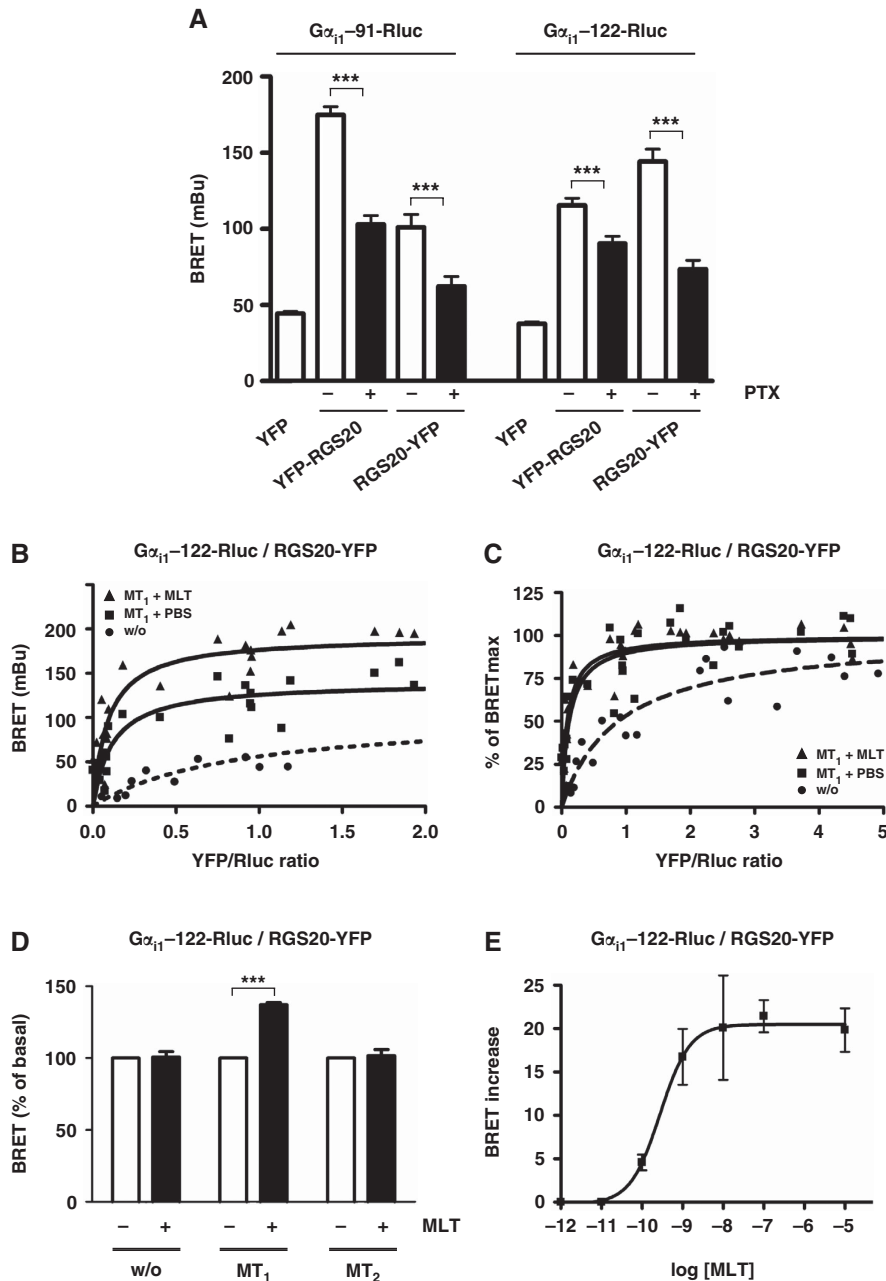 A
Gαi1–91-Rluc Gαi1–122-Rluc
200
150
100
50
0
BRET (mBu)
*** *** *** ***
– + – + – + – + PTX
YFP YFP-RGS20 RGS20-YFP YFP YFP-RGS20 RGS20-YFP
B
Gαi1–122-Rluc / RGS20-YFP
MT1 + MLT
MT1 + PBS
w/o
250
200
150
100
50
0
BRET (mBu)
0.0 0.5 1.0 1.5 2.0
YFP/Rluc ratio
C
Gαi1–122-Rluc / RGS20-YFP
125
100
75
50
25
0
% of BRETmax
MT1 + MLT
MT1 + PBS
w/o
0 1 2 3 4 5
YFP/Rluc ratio
D
Gαi1–122-Rluc / RGS20-YFP
150
100
50
0
BRET (% of basal)
***
– + – + – + MLT
w/o MT1 MT2
E
Gαi1–122-Rluc / RGS20-YFP
25
20
15
10
5
0
BRET increase
–12 –11 –10 –9 –8 –7 –6 –5
log [MLT]